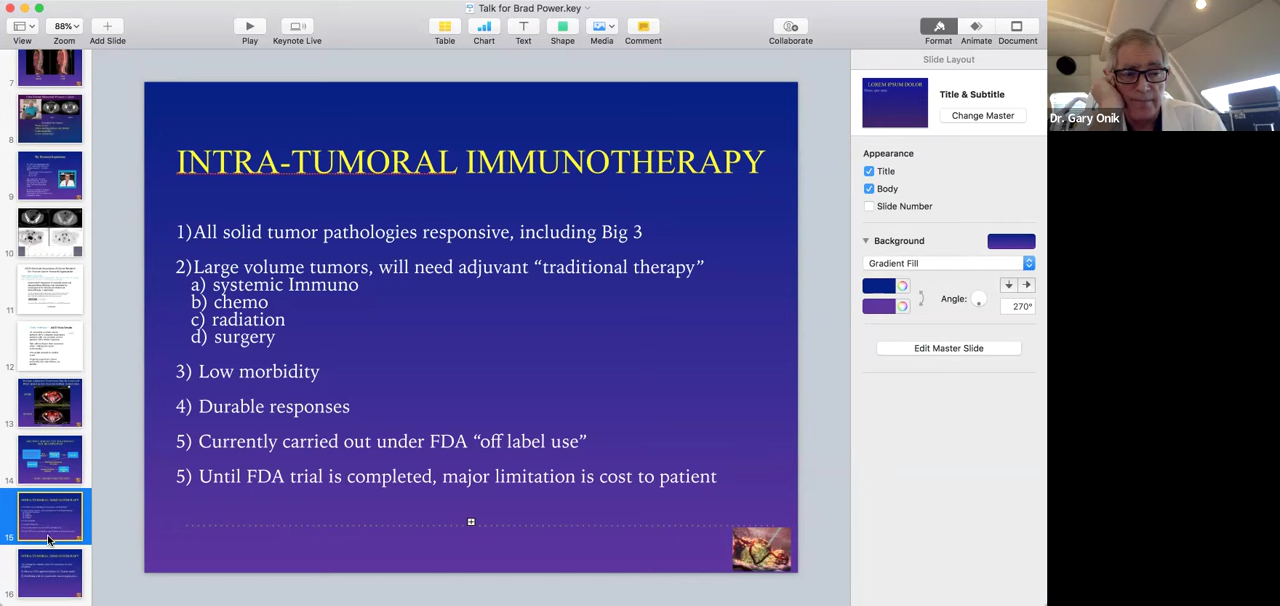 Talk for Brad Power.key
88%
View
Zoom
Add Slide
Play
Keynote Live
Table
Chart
Text
Shape
Media
Comment
Collaborate
Format
Animate
Document
7
8
9
10
11
12
13
14
15
16
INTRA-TUMORAL IMMUNOTHERAPY
1)All solid tumor pathologies responsive, including Big 3
2)Large volume tumors, will need adjuvant “traditional therapy”
a) systemic Immuno
b) chemo
c) radiation
d) surgery
3) Low morbidity
4) Durable responses
5) Currently carried out under FDA “off label use”
5) Until FDA trial is completed, major limitation is cost to patient
Slide Layout
LOREM IPSUM DOLOR
Title & Subtitle
Change Master
Appearance
Title
Body
Slide Number
Background
Gradient Fill
Angle:
270°
Edit Master Slide
Dr. Gary Onik